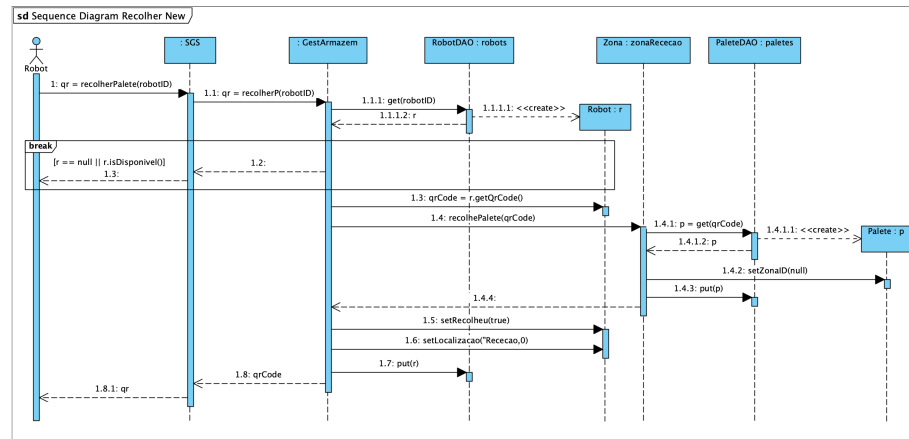 sd Sequence Diagram Recolher New
: SGS
: GestArmazem
RobotDAO : robots
Zona : zonaRececao
PaleteDAO : paletes
Robot
1: qr = recolherPalete(robotID)
1.1: qr = recolherP(robotID)
1.1.1: get(robotID)
1.1.1.1: <<create>>
Robot : r
1.1.1.2: r
break
[r == null || r.isDisponivel()]
1.2:
1.3:
1.3: qrCode = r.getQrCode()
1.4: recolhePalete(qrCode)
1.4.1: p = get(qrCode)
1.4.1.1: <<create>>
Palete : p
1.4.1.2: p
1.4.2: setZonaID(null)
1.4.3: put(p)
1.4.4:
1.5: setRecolheu(true)
1.6: setLocalizacao("Rececao,0)
1.7: put(r)
1.8: qrCode
1.8.1: qr